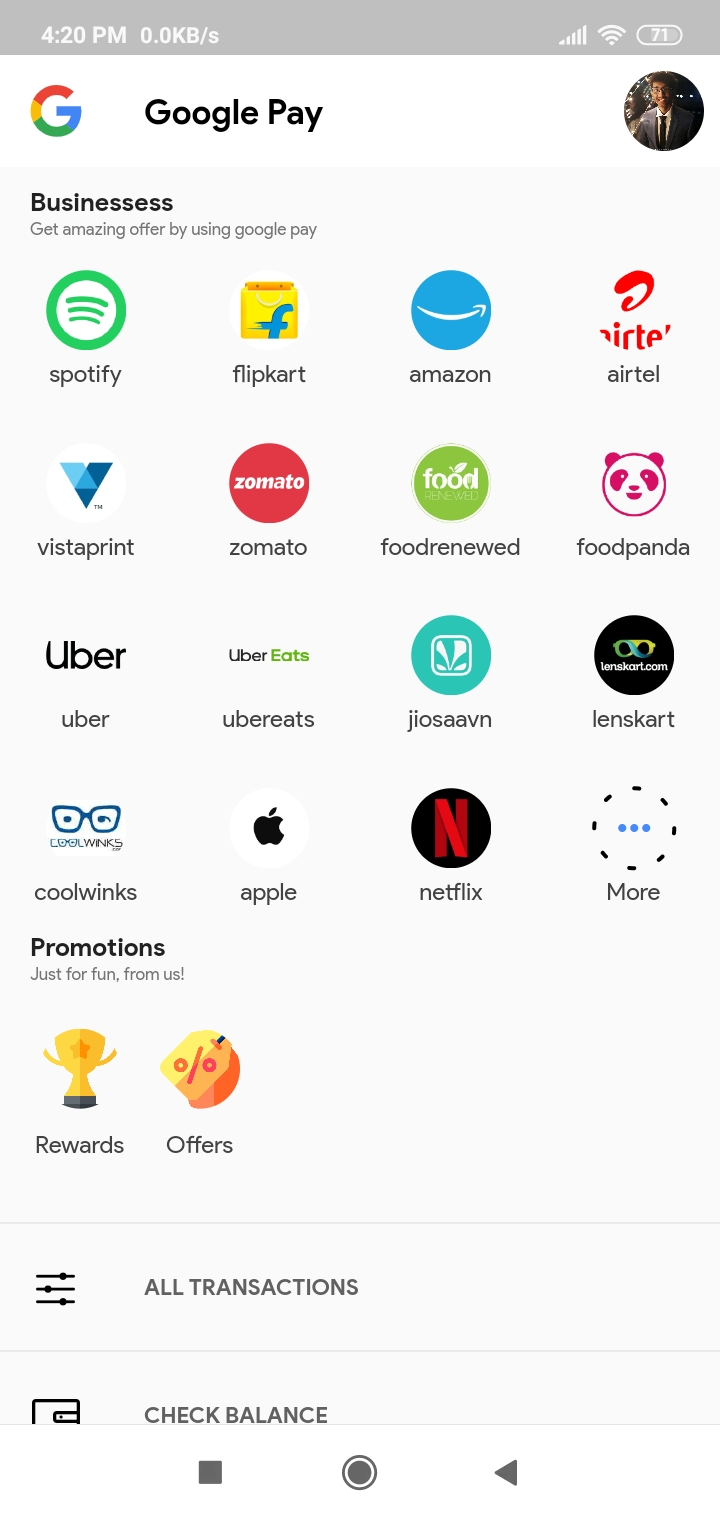 4:20 PM 0.0KB/s 71
Google Pay
Businessess
Get amazing offer by using google pay
airtel
spotify flipkart amazon airtel
TM zomato food RENEWED
vistaprint zomato foodrenewed foodpanda
Uber Uber Eats lenskart.com
uber ubereats jiosaavn lenskart
COOLWINKS
coolwinks apple netflix More
Promotions
Just for fun, from us!
Rewards Offers
ALL TRANSACTIONS
CHECK BALANCE